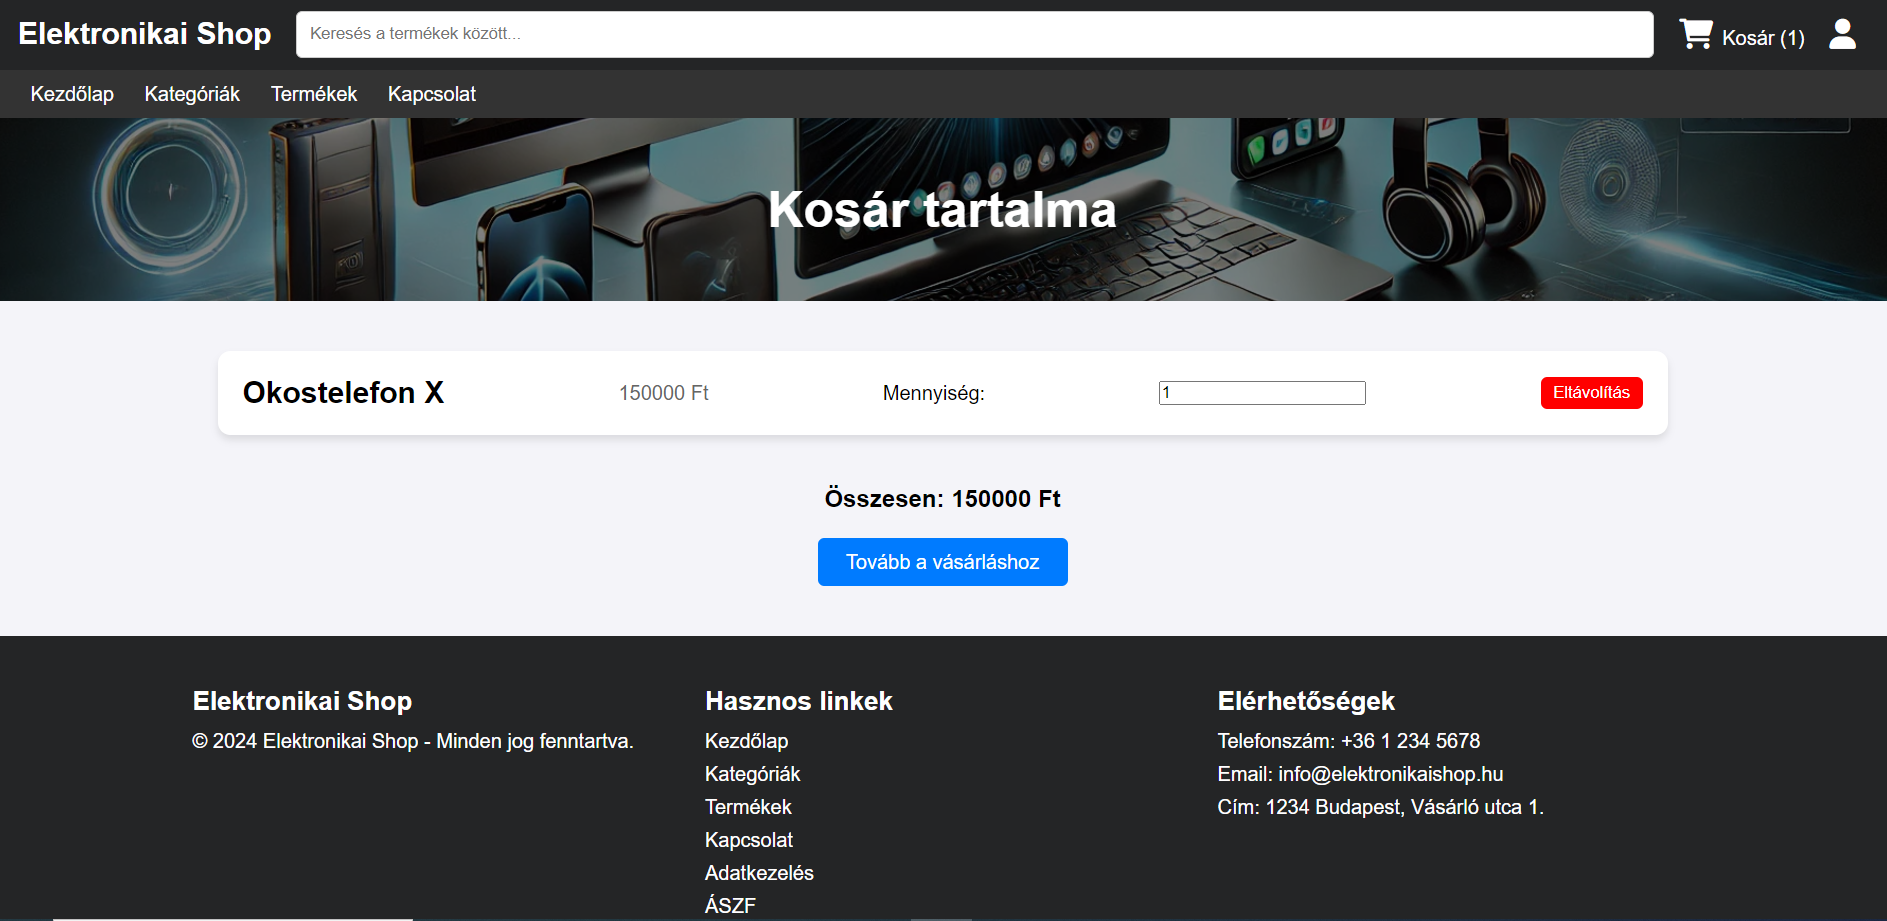 Elektronikai Shop
Keresés a termékek között...
Kosár (1)
Kezdőlap Kategóriák Termékek Kapcsolat
Kosár tartalma
Okostelefon X 150000 Ft Mennyiség: 1 Eltávolítás
Összesen: 150000 Ft
Tovább a vásárláshoz
Elektronikai Shop
© 2024 Elektronikai Shop - Minden jog fenntartva.
Hasznos linkek
Kezdőlap
Kategóriák
Termékek
Kapcsolat
Adatkezelés
ÁSZF
Elérhetőségek
Telefonszám: +36 1 234 5678
Email: info@elektronikaishop.hu
Cím: 1234 Budapest, Vásárló utca 1.